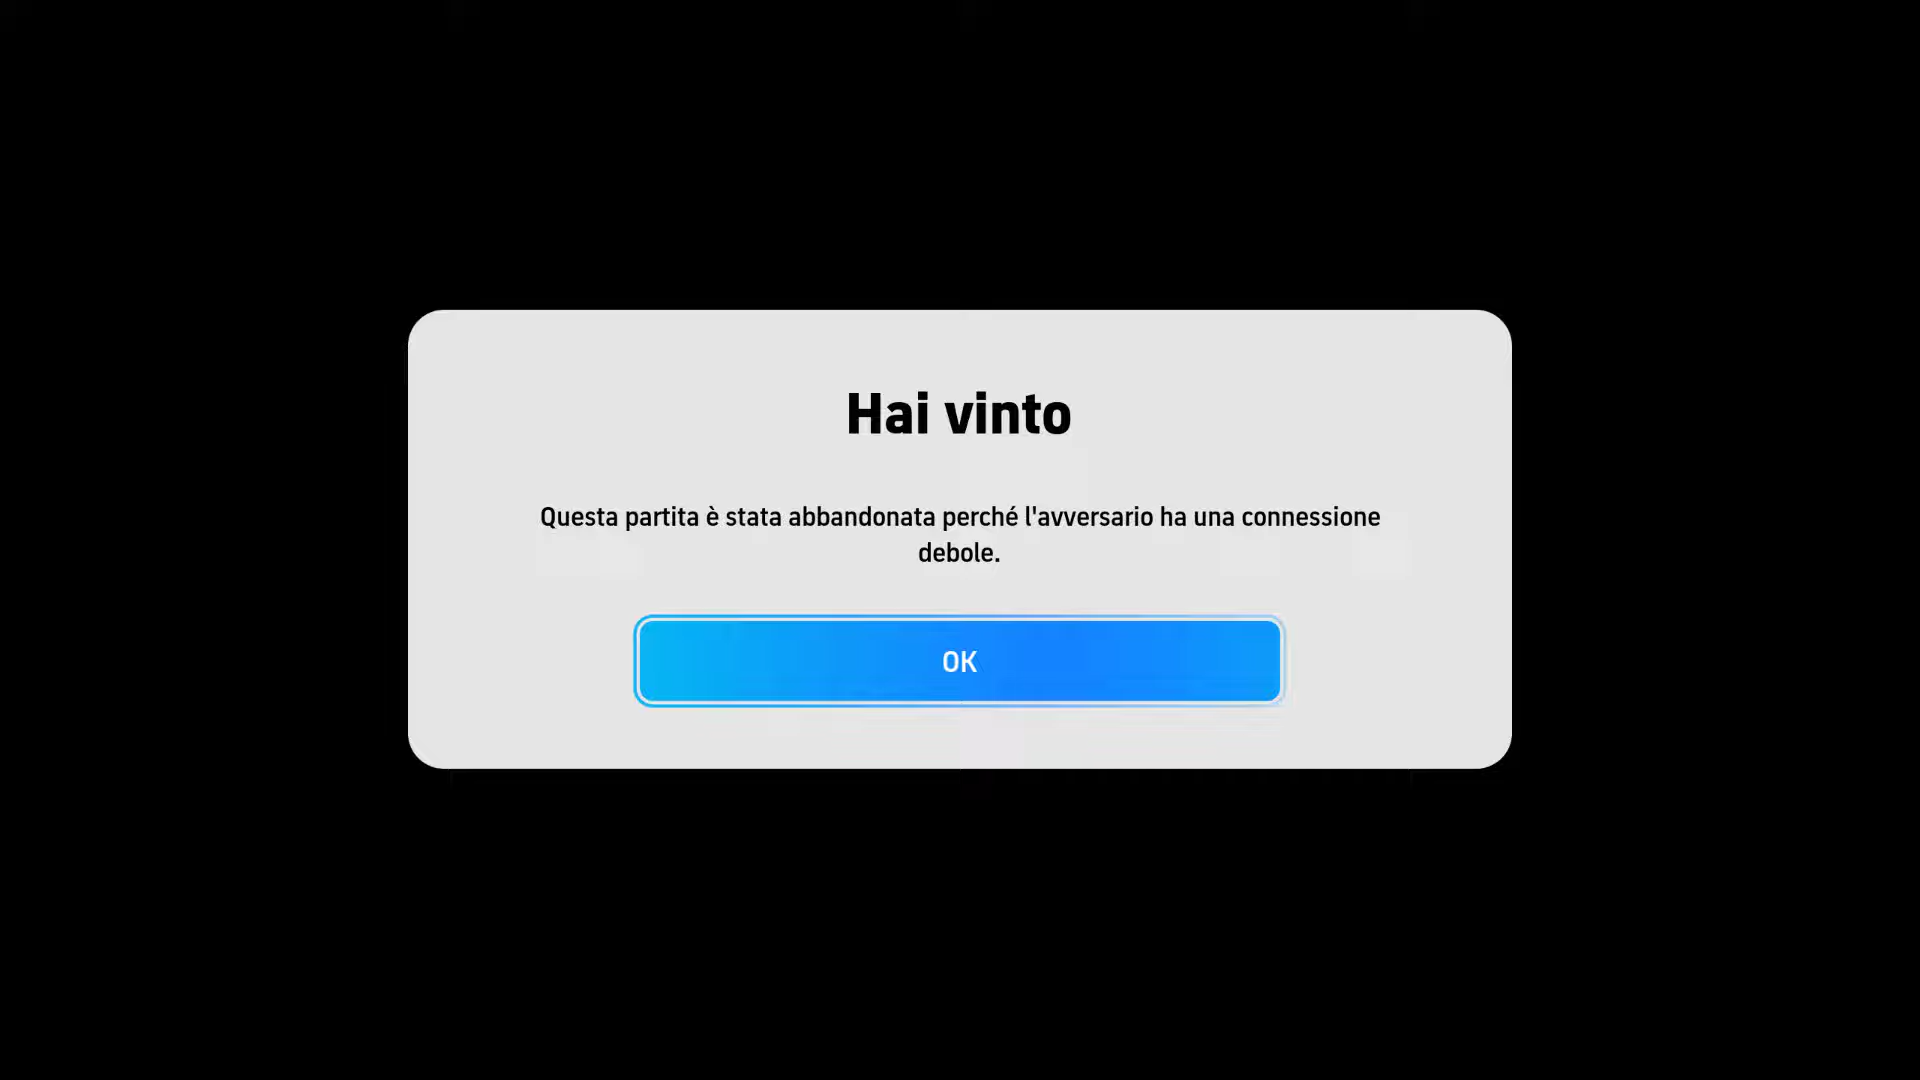 Hai vinto
Questa partita è stata abbandonata perché l'avversario ha una connessione
debole.
OK